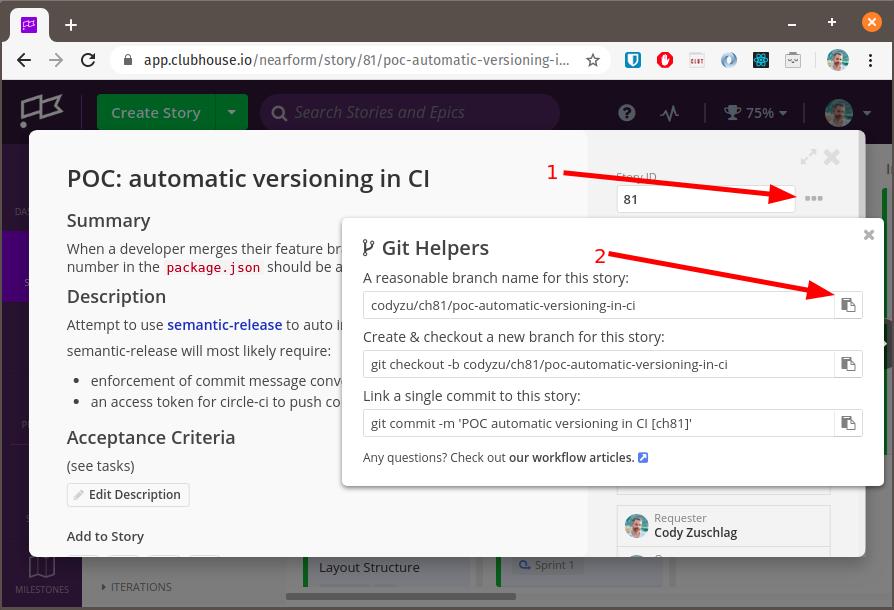 app.clubhouse.io/nearform/story/81/poc-automatic-versioning-i...
Create Story
Search Stories and Epics
75%
POC: automatic versioning in CI
1
Story ID
81
Summary
When a developer merges their feature br
number in the package.json should be a
Description
Attempt to use semantic-release to auto i
semantic-release will most likely require:
enforcement of commit message conv
an access token for circle-ci to push co
Acceptance Criteria
(see tasks)
Edit Description
Add to Story
Git Helpers
2
A reasonable branch name for this story:
codyzu/ch81/poc-automatic-versioning-in-ci
Create & checkout a new branch for this story:
git checkout -b codyzu/ch81/poc-automatic-versioning-in-ci
Link a single commit to this story:
git commit -m 'POC automatic versioning in CI [ch81]'
Any questions? Check out our workflow articles.
Requester
Cody Zuschlag
Layout Structure
Sprint 1
MILESTONES
ITERATIONS